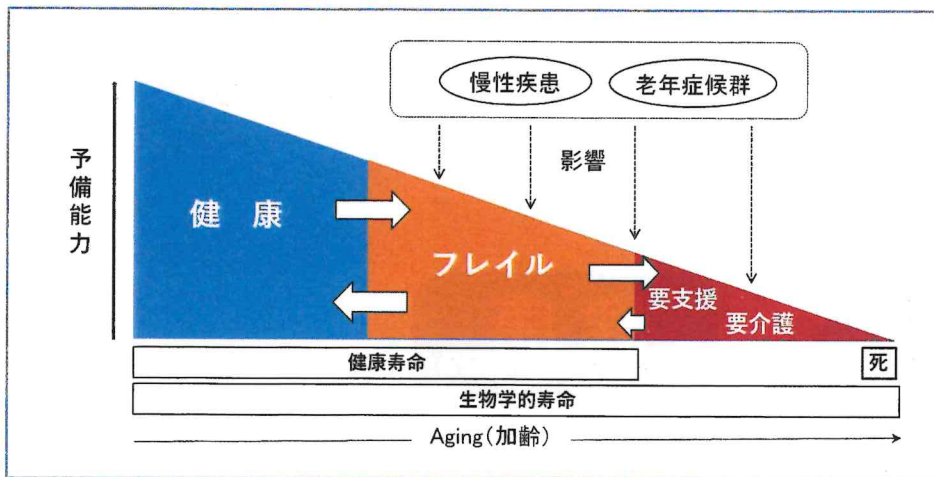 慢性疾患
老年症候群
影響
予備能力
健 康
フレイル
要支援
要介護
健康寿命
死
生物学的寿命
Aging(加齢)